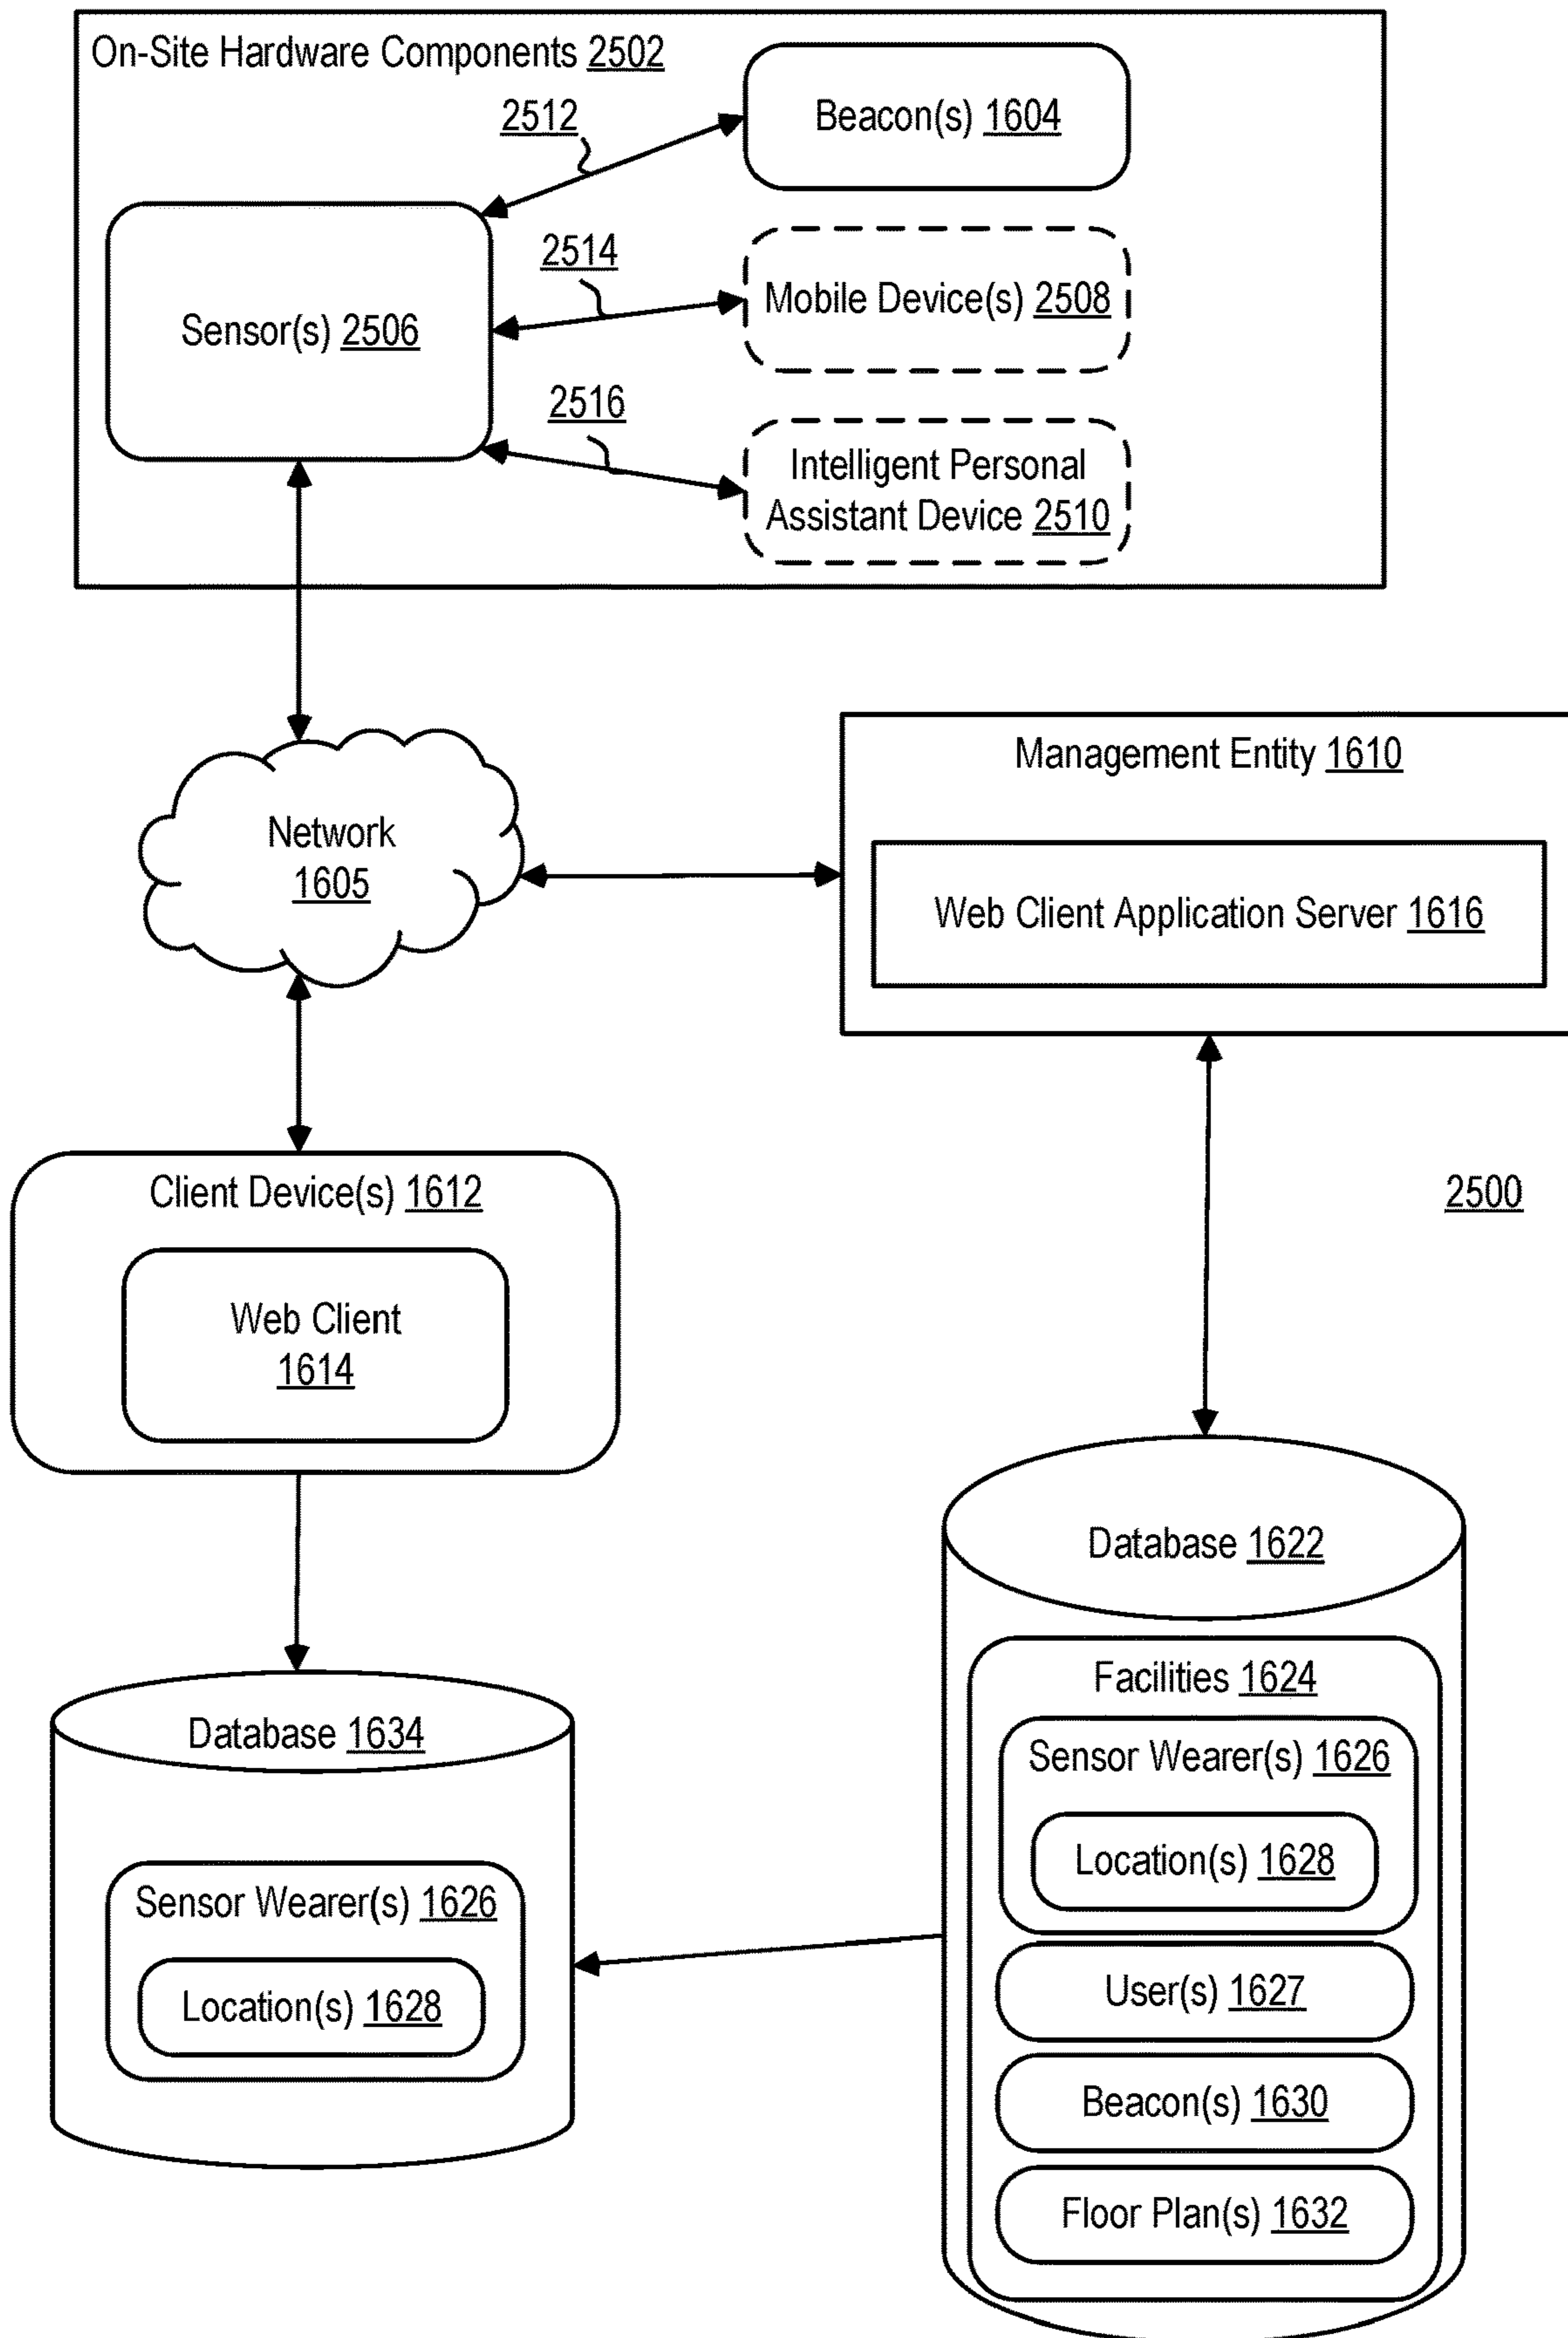 On-Site Hardware Components 2502
Beacon(s) 1604
2512
2514
Mobile Device(s) 2508
Sensor(s) 2506
2516
Intelligent Personal
Assistant Device 2510
Management Entity 1610
Network
1605
Web Client Application Server 1616
Client Device(s) 1612
2500
Web Client
1614
Database 1622
Facilities 1624
Database 1634
Sensor Wearer(s) 1626
Location(s) 1628
Sensor Wearer(s) 1626
User(s) 1627
Location(s) 1628
Beacon(s) 1630
Floor Plan(s) 1632